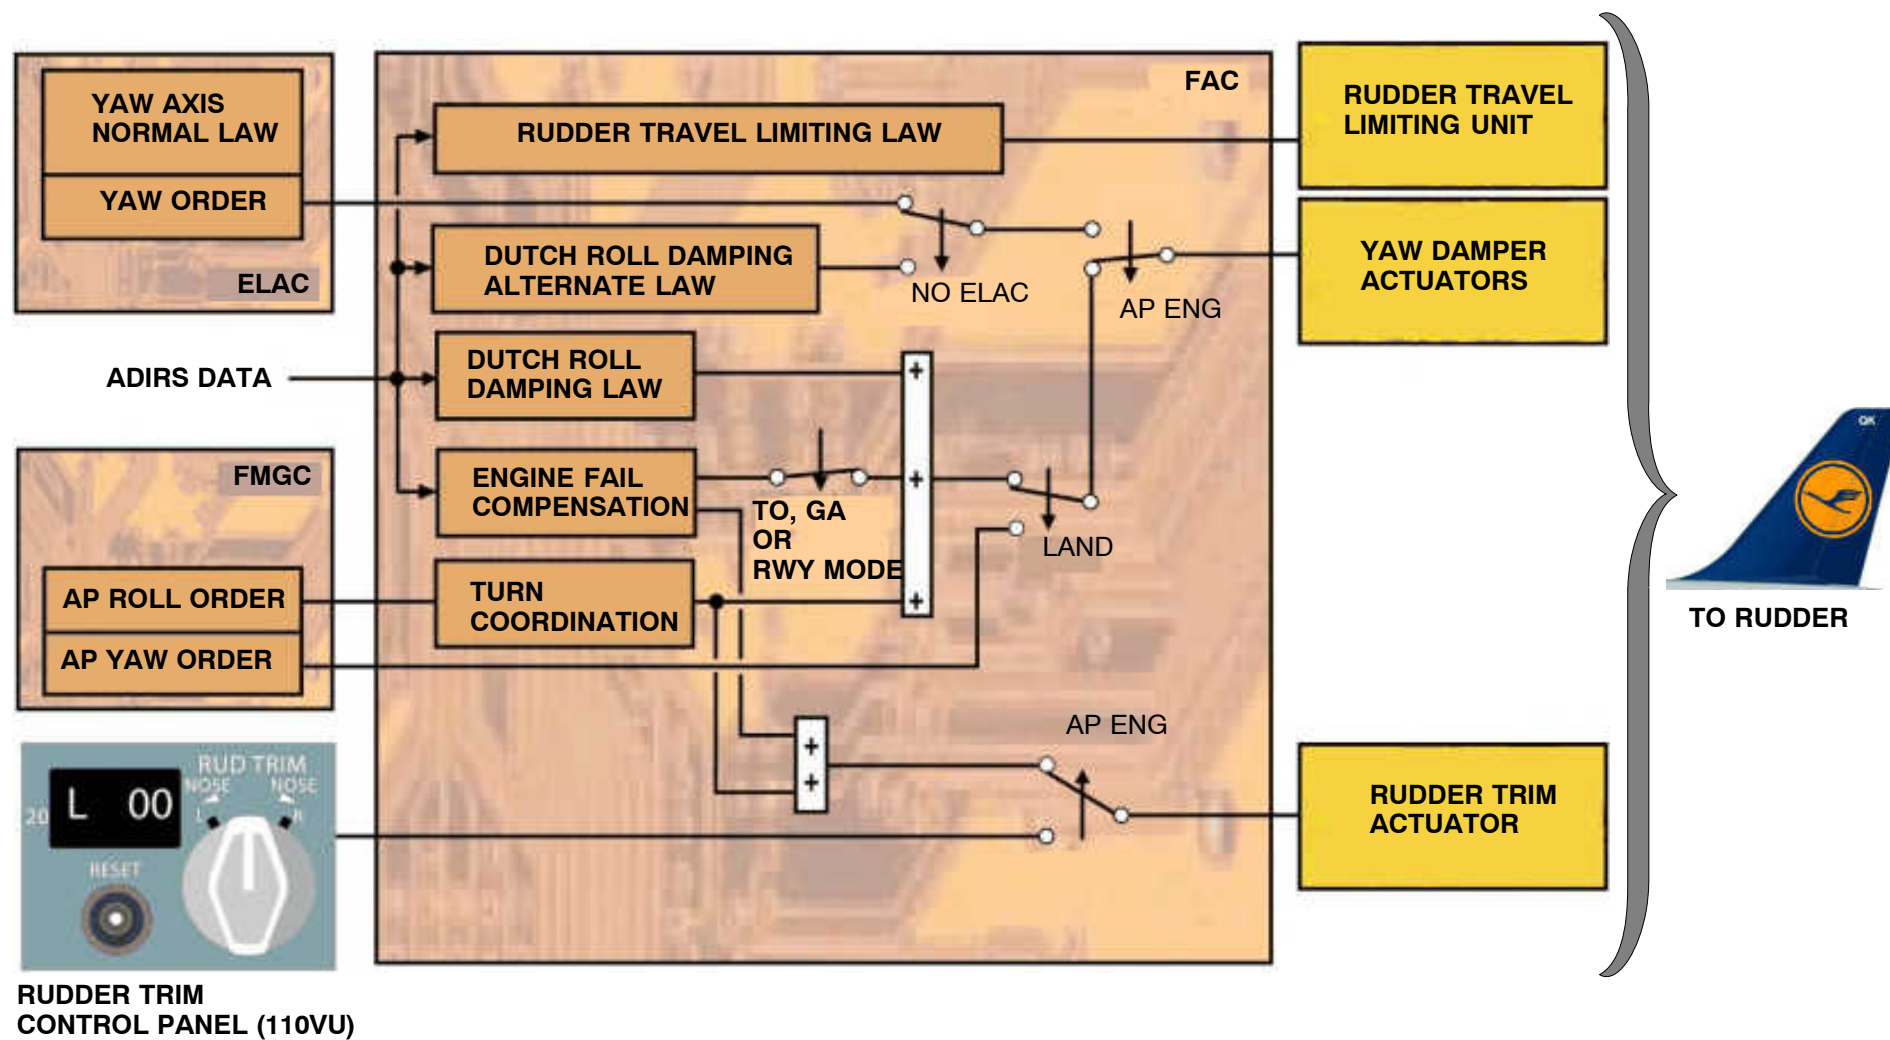 YAW AXIS
NORMAL LAW
YAW ORDER
ELAC
ADIRS DATA
FMGC
AP ROLL ORDER
AP YAW ORDER
RUD TRIM
NOSE NOSE
L R
20
L 00
RESET
RUDDER TRIM
CONTROL PANEL (110VU)
FAC
RUDDER TRAVEL LIMITING LAW
DUTCH ROLL DAMPING
ALTERNATE LAW
NO ELAC
AP ENG
DUTCH ROLL
DAMPING LAW
+
ENGINE FAIL
COMPENSATION
+
TO, GA
OR
RWY MODE
LAND
TURN
COORDINATION
+
AP ENG
+
+
RUDDER TRAVEL
LIMITING UNIT
YAW DAMPER
ACTUATORS
RUDDER TRIM
ACTUATOR
QK
TO RUDDER